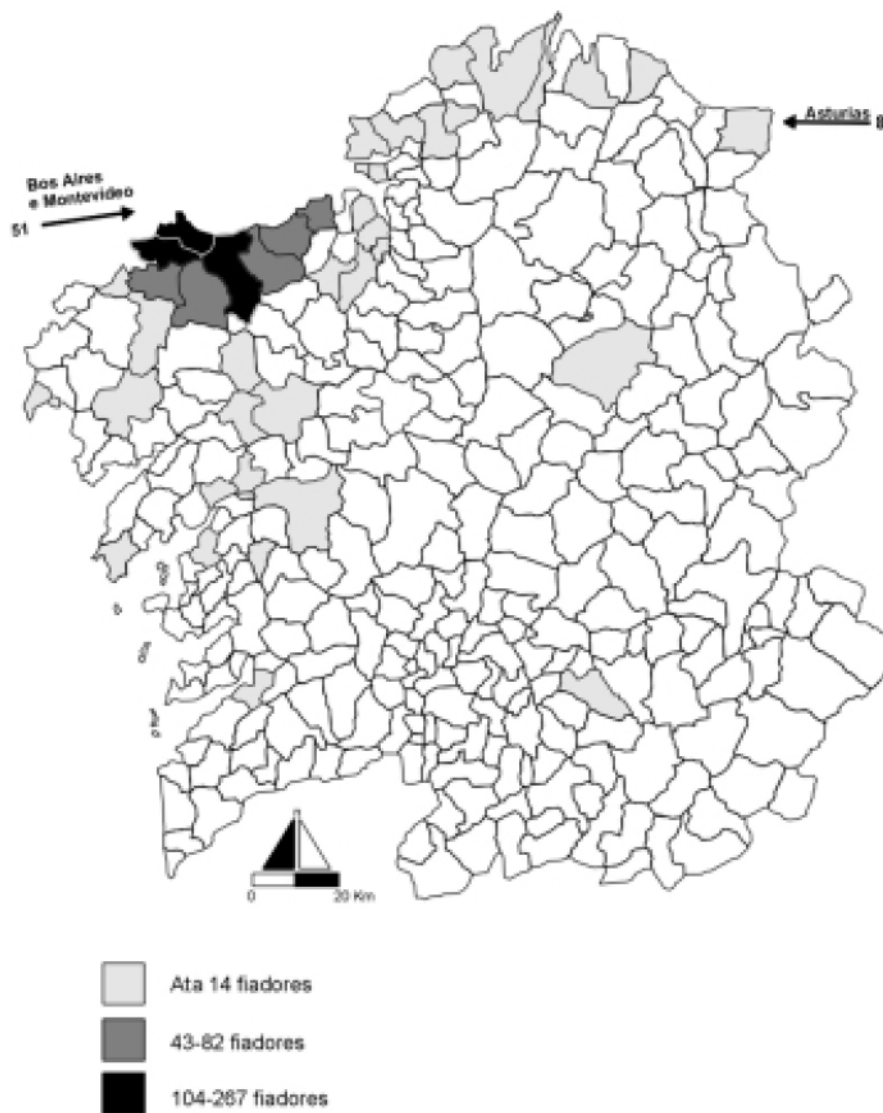 Asturias 8
Bos Aires
e Montevideo
51
0 20 Km
Ata 14 fiadores
43-82 fiadores
104-267 fiadores